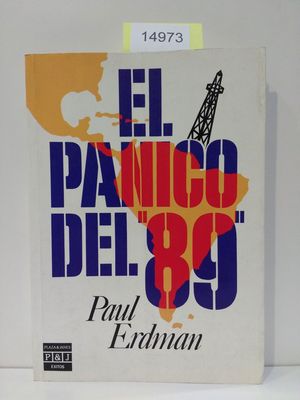 14973
EL
PANICO
DEL "89"
Paul
Erdman
PLAZA & JANES
P & J
EXITOS